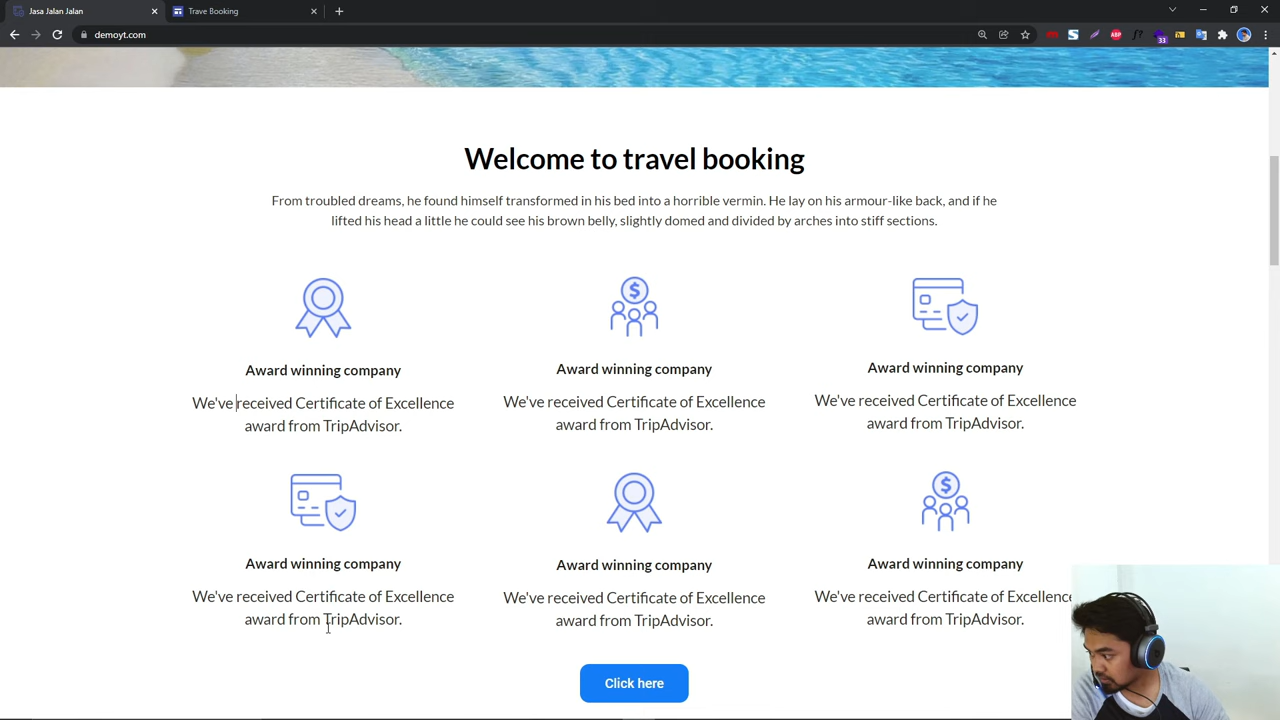 Jasa Jalan Jalan
Trave Booking
demoyt.com
ABP
33
Welcome to travel booking
From troubled dreams, he found himself transformed in his bed into a horrible vermin. He lay on his armour-like back, and if he
lifted his head a little he could see his brown belly, slightly domed and divided by arches into stiff sections.
Award winning company
We've received Certificate of Excellence
award from TripAdvisor.
Award winning company
We've received Certificate of Excellence
award from TripAdvisor.
Award winning company
We've received Certificate of Excellence
award from TripAdvisor.
Award winning company
We've received Certificate of Excellence
award from TripAdvisor.
Award winning company
We've received Certificate of Excellence
award from TripAdvisor.
Award winning company
We've received Certificate of Excellence
award from TripAdvisor.
Click here